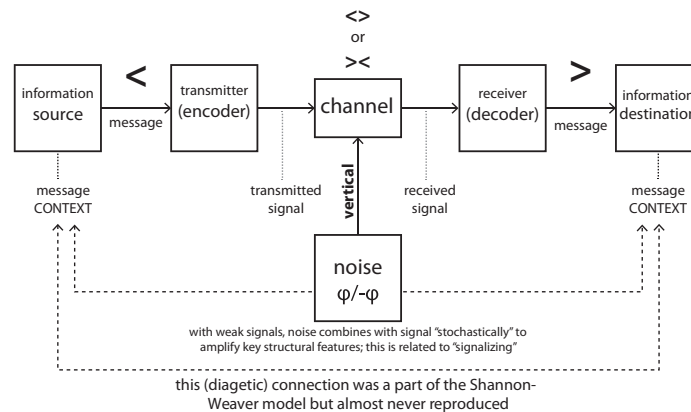 <>
or
><
<
>
information
source
message
transmitter
(encoder)
channel
receiver
(decoder)
message
information
destination
message
CONTEXT
transmitted
signal
vertical
received
signal
message
CONTEXT
noise
φ/-φ
with weak signals, noise combines with signal "stochastically" to
amplify key structural features; this is related to "signalizing"
this (diagetic) connection was a part of the Shannon-
Weaver model but almost never reproduced